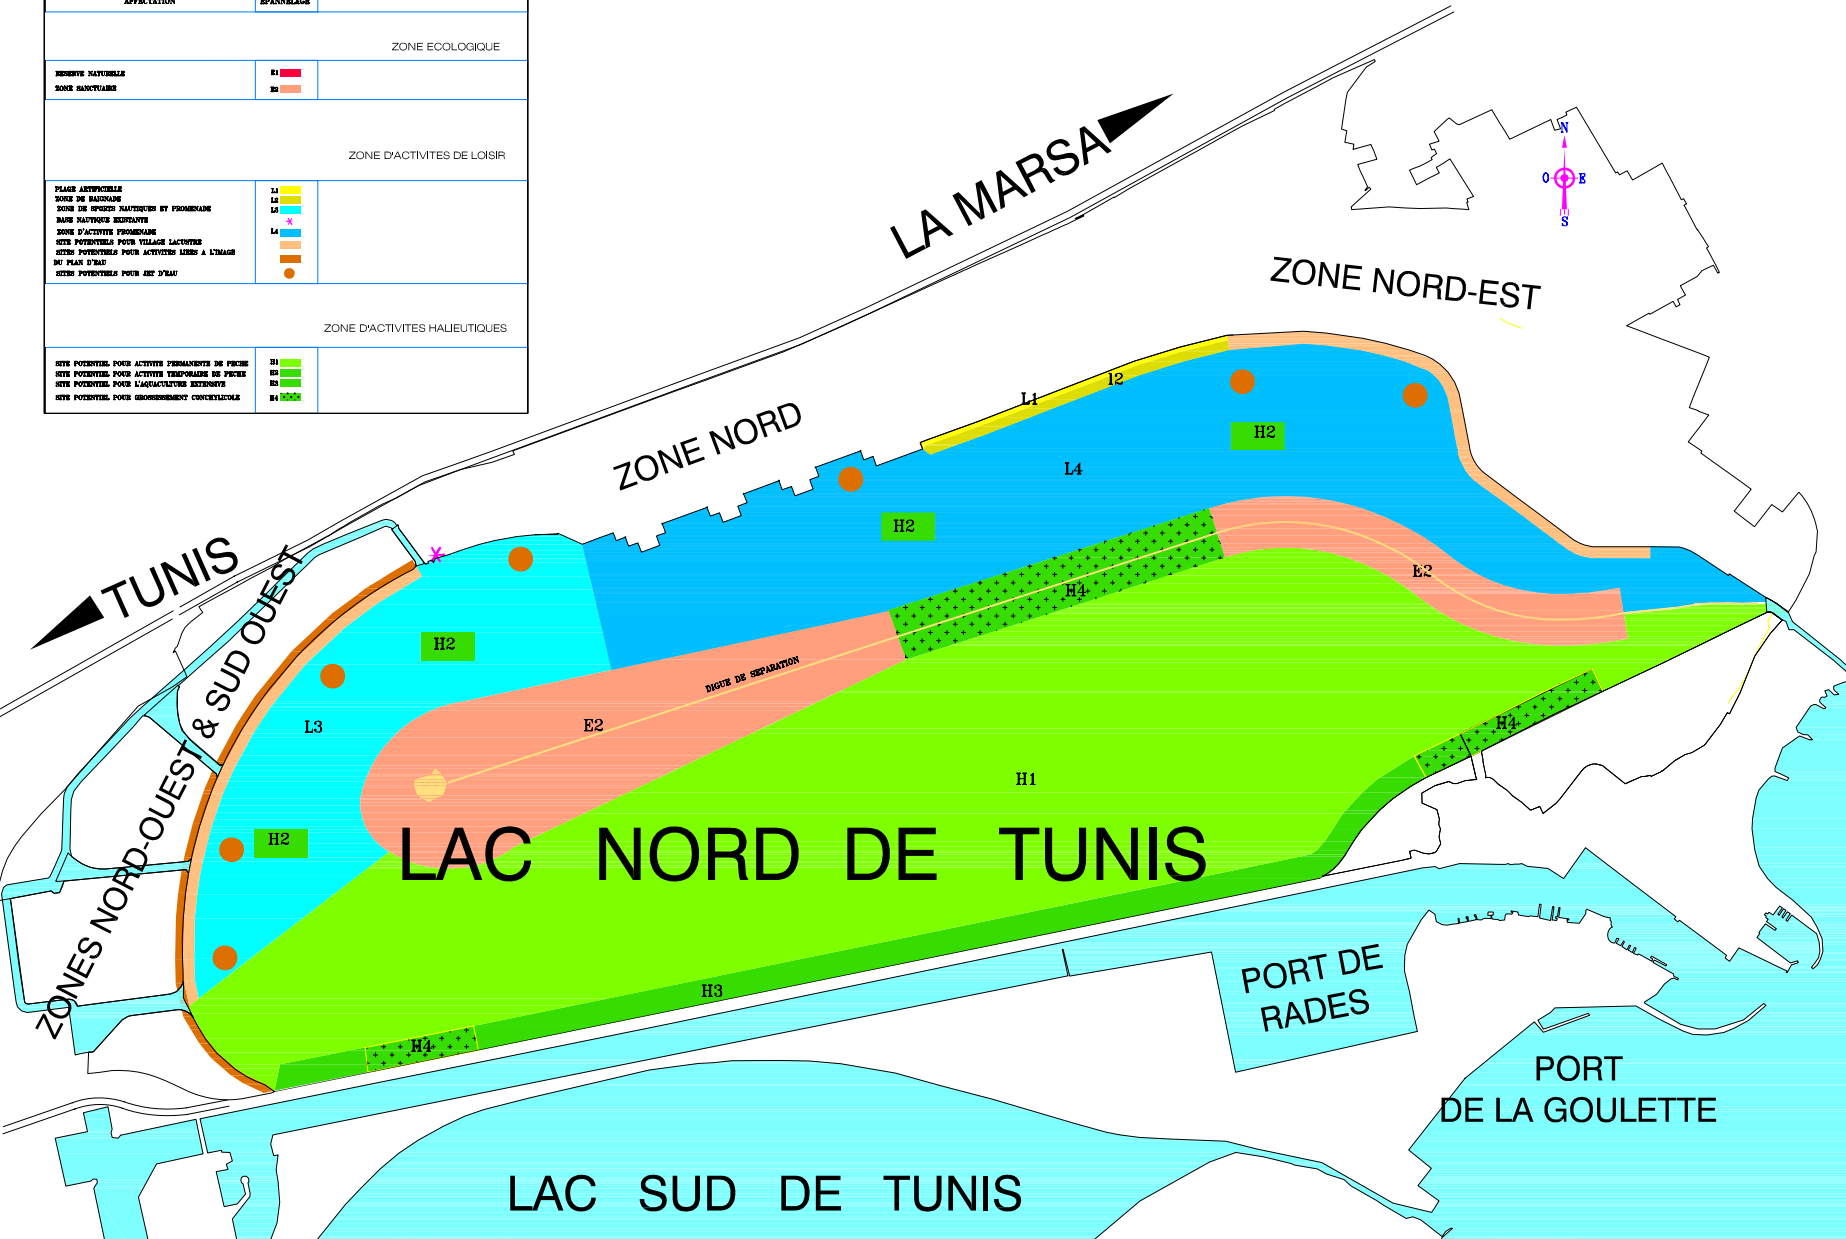 AFFECTATION EPANNELAGE
ZONE ECOLOGIQUE
RESERVE NATURELLE E1
ZONE SANCTUAIRE E2
ZONE D'ACTIVITES DE LOISIR
PLAGE ARTIFICIELLE L1
ZONE DE BAIGNADE L2
ZONE DE SPORTS NAUTIQUES ET PROMENADE L3
BASE NAUTIQUE EXISTANTE
ZONE D'ACTIVITE PROMENADE L4
SITE POTENTIELS POUR VILLAGE LACUSTRE
SITES POTENTIELS POUR ACTIVITES LIEES A L'IMAGE
DU PLAN D'EAU
SITES POTENTIELS POUR JET D'EAU
ZONE D'ACTIVITES HALIEUTIQUES
SITE POTENTIEL POUR ACTIVITE PERMANENTE DE PECHE H1
SITE POTENTIEL POUR ACTIVITE TEMPORAIRE DE PECHE H2
SITE POTENTIEL POUR L'AQUACULTURE EXTENSIVE H3
SITE POTENTIEL POUR GROSSISSEMENT CONCHYLICOLE H4
LA MARSA
N
O E
S
ZONE NORD-EST
L1
l2
ZONE NORD
H2
L4
H2
TUNIS
E2
H4
H2
DIGUE DE SEPARATION
L3
E2
H4
ZONES NORD-OUEST & SUD OUEST
H1
H2
LAC NORD DE TUNIS
H3
H4
PORT DE
RADES
PORT
DE LA GOULETTE
LAC SUD DE TUNIS